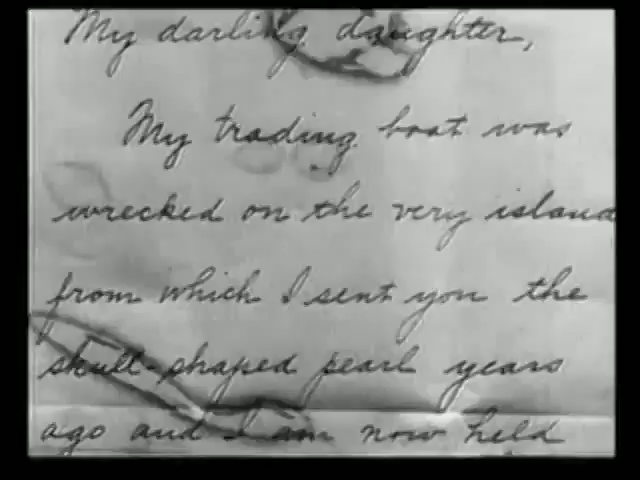 My darling daughter,
My trading boat was
wrecked on the very island
from which I sent you the
skull-shaped pearl years
ago and I am now held